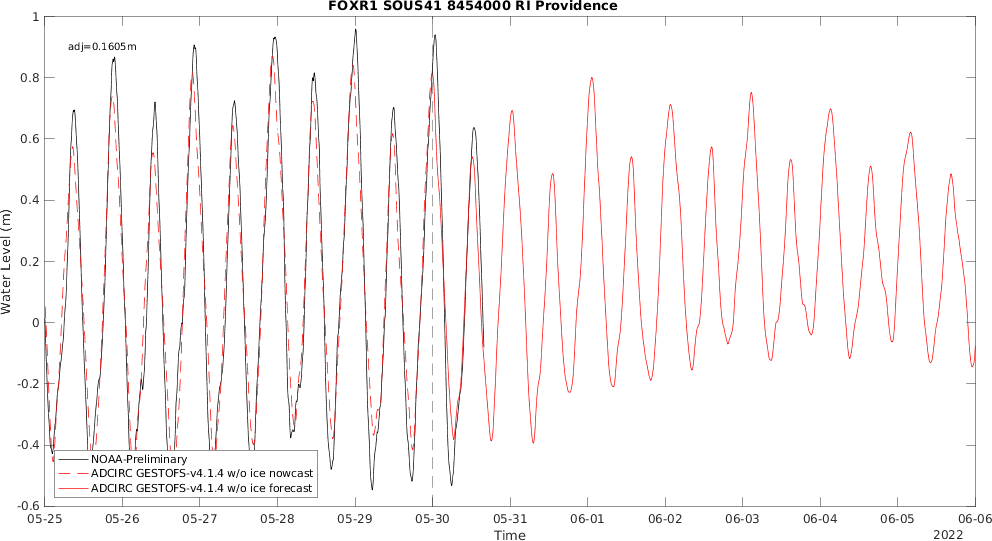 FOXR1 SOUS41 8454000 RI Providence
adj=0.1605m
1
0.8
0.6
0.4
0.2
0
-0.2
-0.4
-0.6
Water Level (m)
NOAA-Preliminary
ADCIRC GESTOFS-v4.1.4 w/o ice nowcast
ADCIRC GESTOFS-v4.1.4 w/o ice forecast
05-25 05-26 05-27 05-28 05-29 05-30 05-31 06-01 06-02 06-03 06-04 06-05 06-06
Time
2022